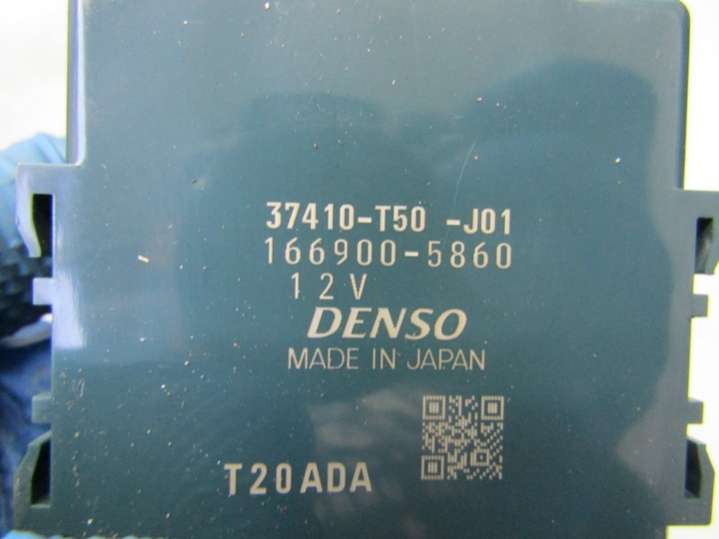 37410-T50 -J01
166900-5860
12V
DENSO
MADE IN JAPAN
T20ADA